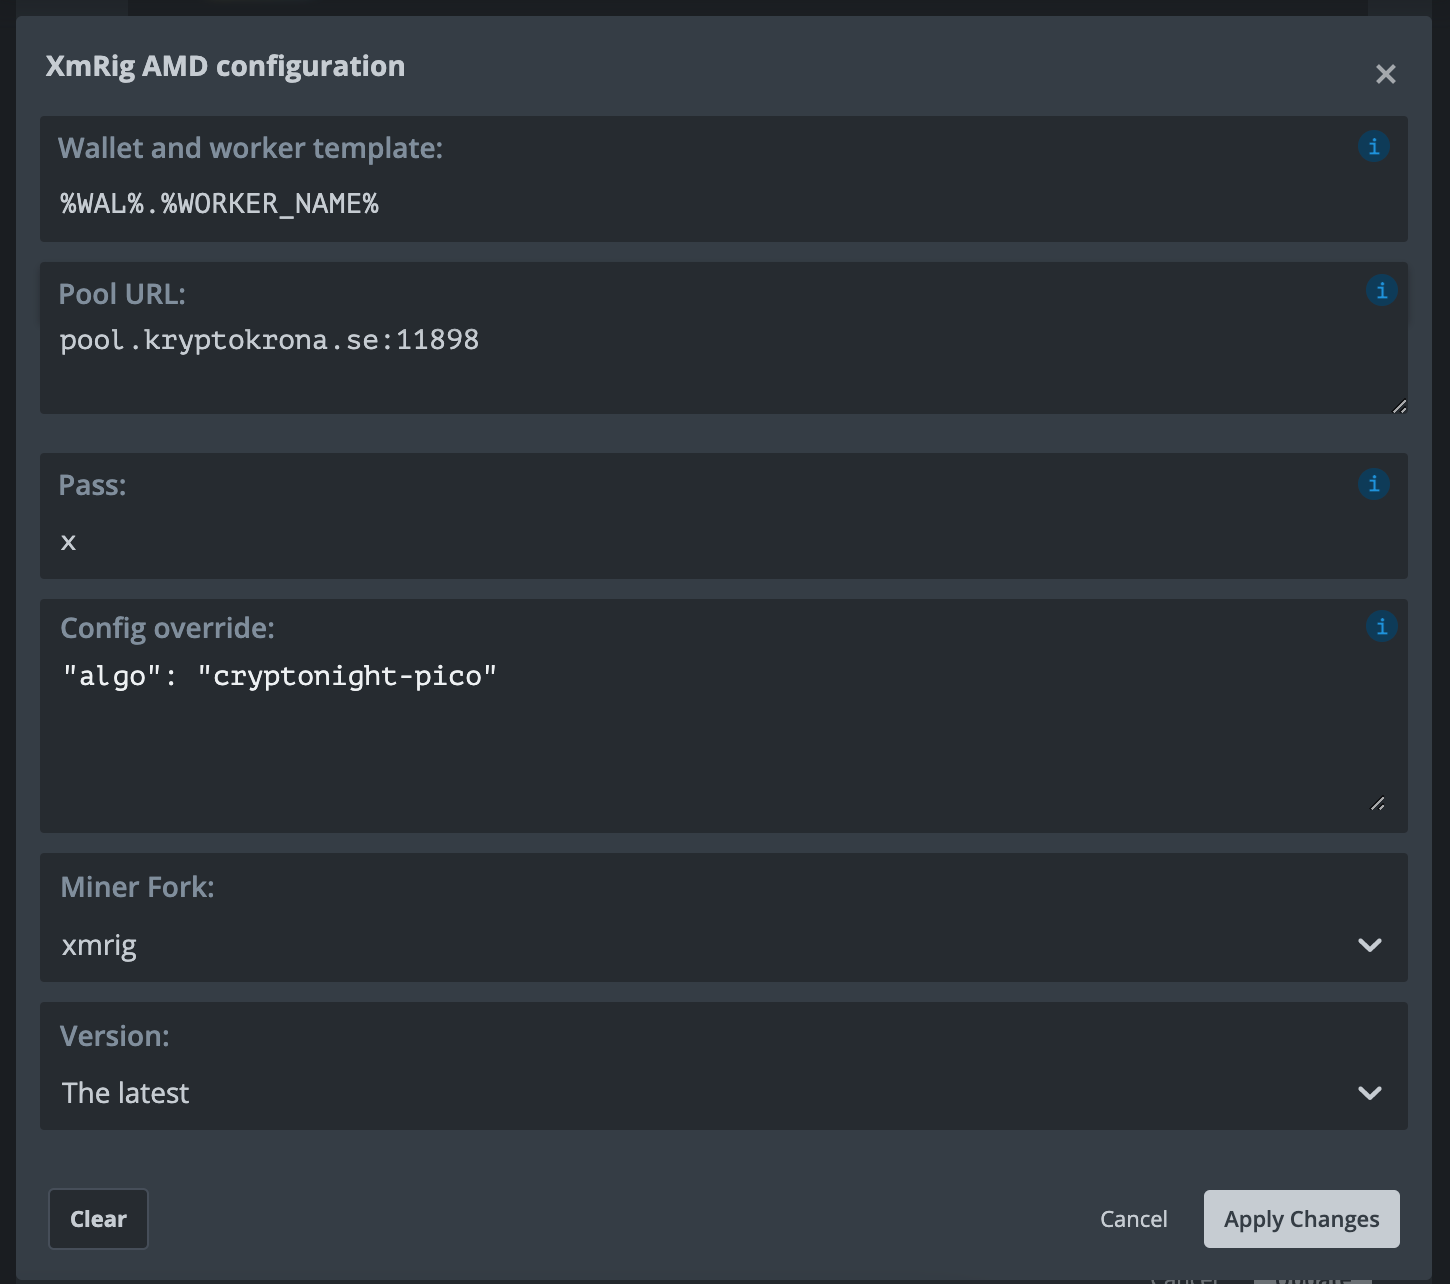 XmRig AMD configuration
Wallet and worker template:
%WAL%.%WORKER_NAME%
Pool URL:
pool.kryptokrona.se:11898
Pass:
x
Config override:
"algo": "cryptonight-pico"
Miner Fork:
xmrig
Version:
The latest
Clear
Cancel
Apply Changes